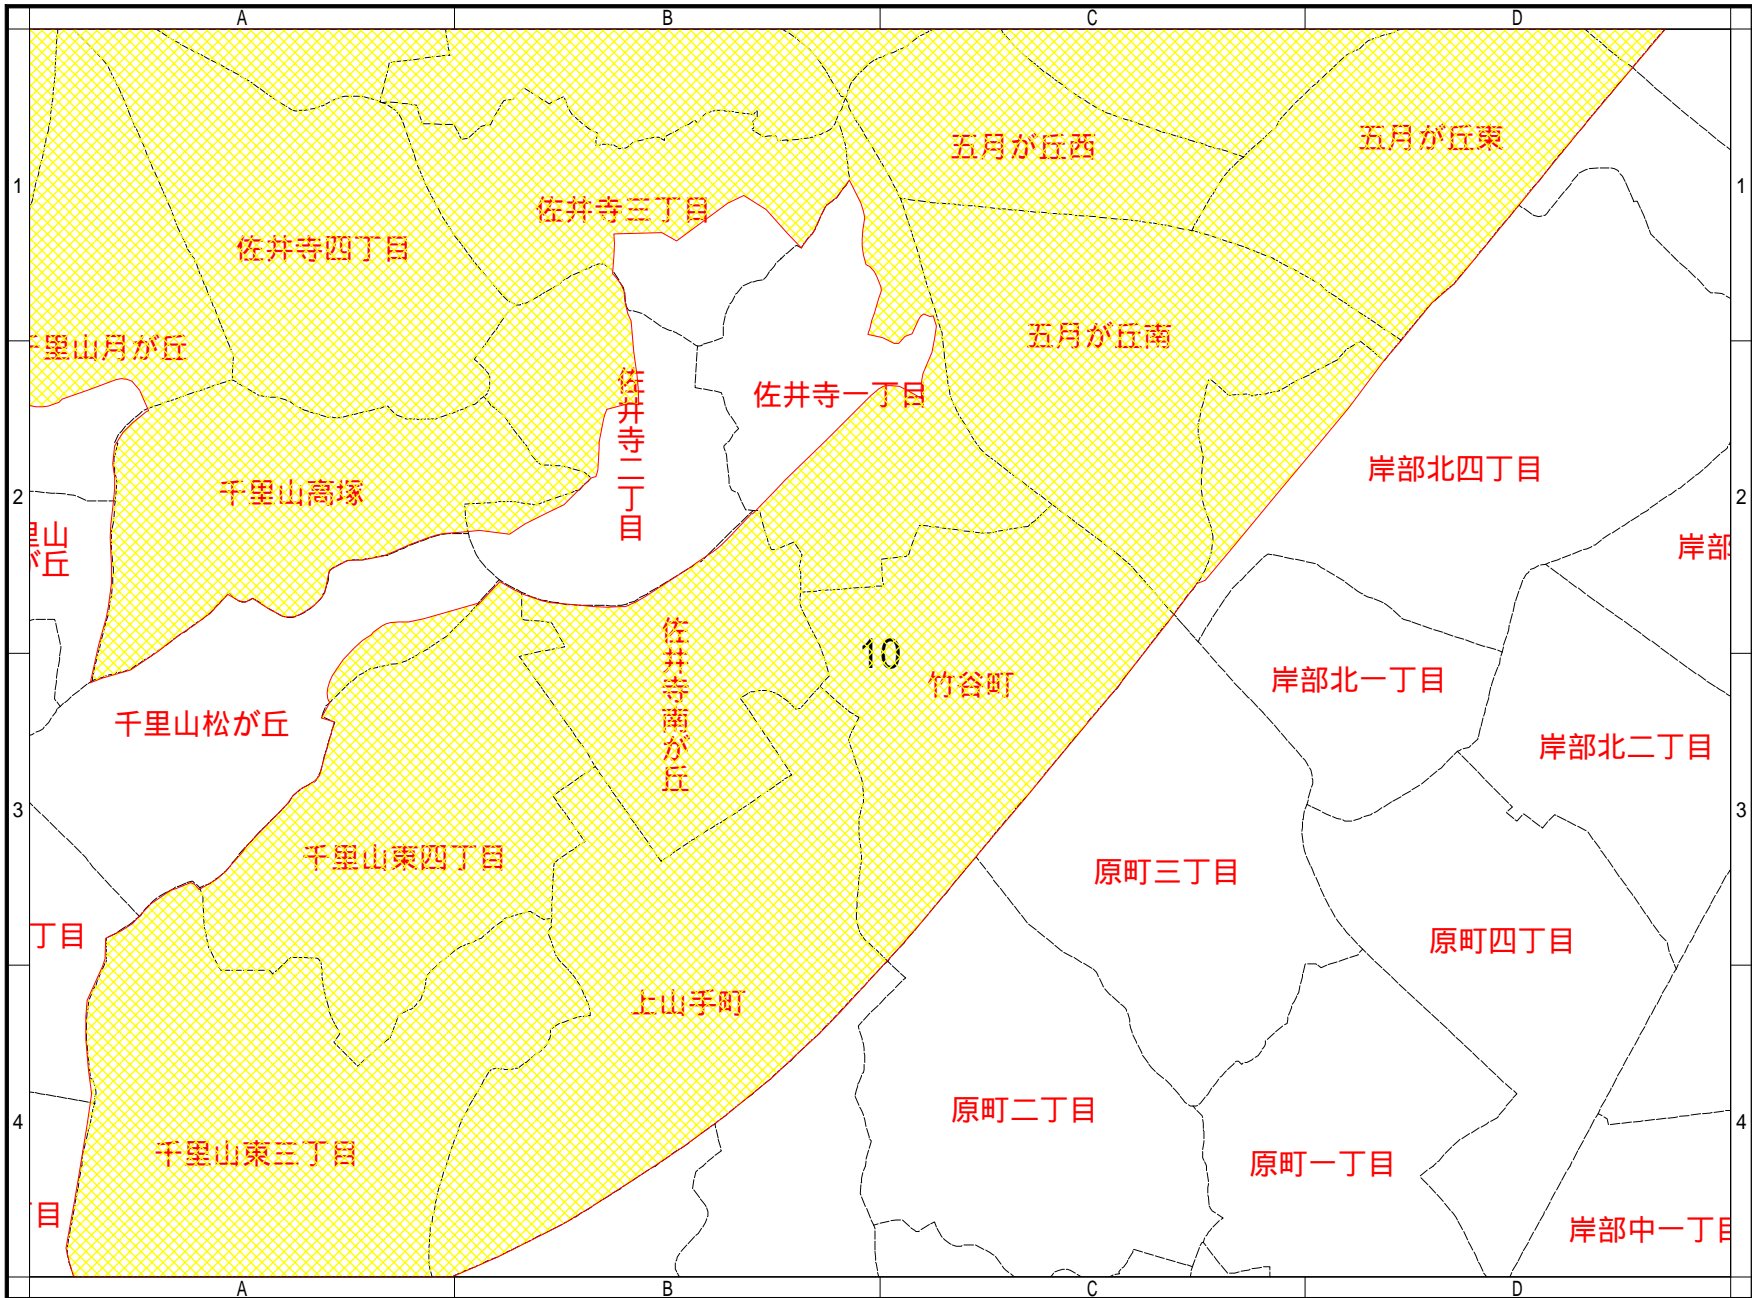 A
B
C
D
1
1
五月が丘西
五月が丘東
佐井寺三丁目
佐井寺四丁目
五月が丘南
里山月が丘
佐井寺二丁目
佐井寺一丁目
岸部北四丁目
千里山高塚
2
2
里山
が丘
岸部
佐井寺南が丘
10
竹谷町
岸部北一丁目
千里山松が丘
岸部北二丁目
3
3
千里山東四丁目
原町三丁目
丁目
原町四丁目
上山手町
原町二丁目
4
4
千里山東三丁目
原町一丁目
目
岸部中一丁目
A
B
C
D